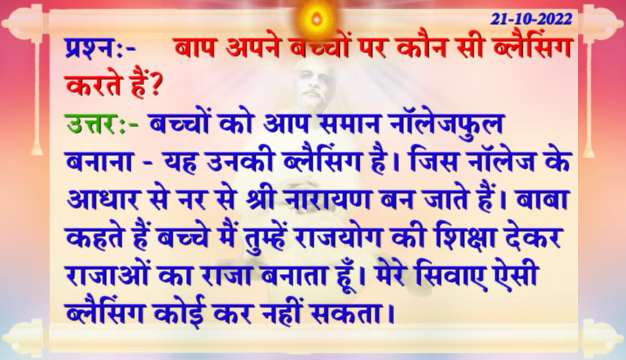 21-10-2022
प्रश्नः- बाप अपने बच्चों पर कौन सी ब्लैसिंग
करते हैं?
उत्तरः- बच्चों को आप समान नॉलेजफुल
बनाना - यह उनकी ब्लैसिंग है। जिस नॉलेज के
आधार से नर से श्री नारायण बन जाते हैं। बाबा
कहते हैं बच्चे मैं तुम्हें राजयोग की शिक्षा देकर
राजाओं का राजा बनाता हूँ। मेरे सिवाए ऐसी
ब्लैसिंग कोई कर नहीं सकता।